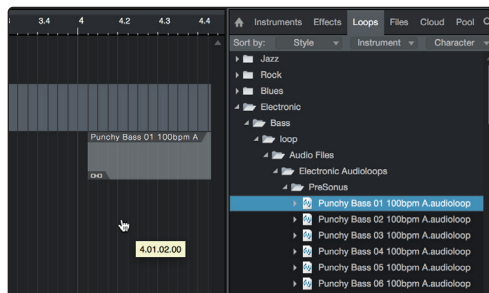 3.4 4 4.2 4.3 4.4
Punchy Bass 01 100bpm A
4.01.02.00
Instruments Effects Loops Files Cloud Pool
Sort by: Style Instrument Character
Jazz
Rock
Blues
Electronic
Bass
loop
Audio Files
Electronic Audioloops
PreSonus
Punchy Bass 01 100bpm A.audioloop
Punchy Bass 02 100bpm A.audioloop
Punchy Bass 03 100bpm A.audioloop
Punchy Bass 04 100bpm A.audioloop
Punchy Bass 05 100bpm A.audioloop
Punchy Bass 06 100bpm A.audioloop